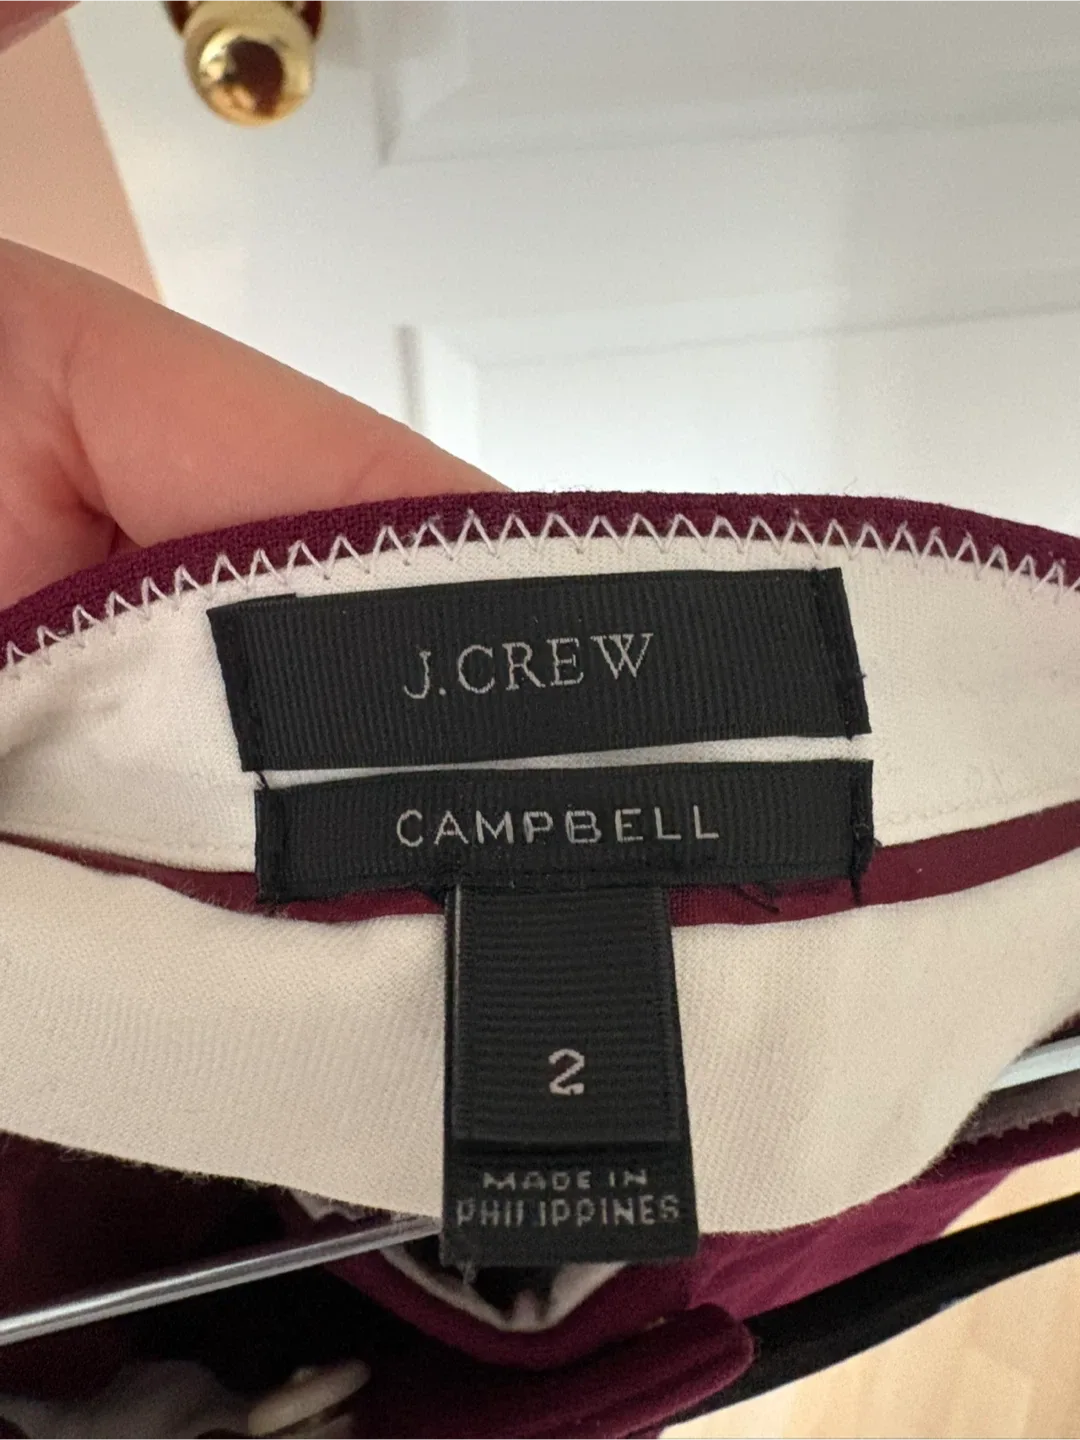 J.CREW
CAMPBELL
2
MADE IN
PHILIPPINES